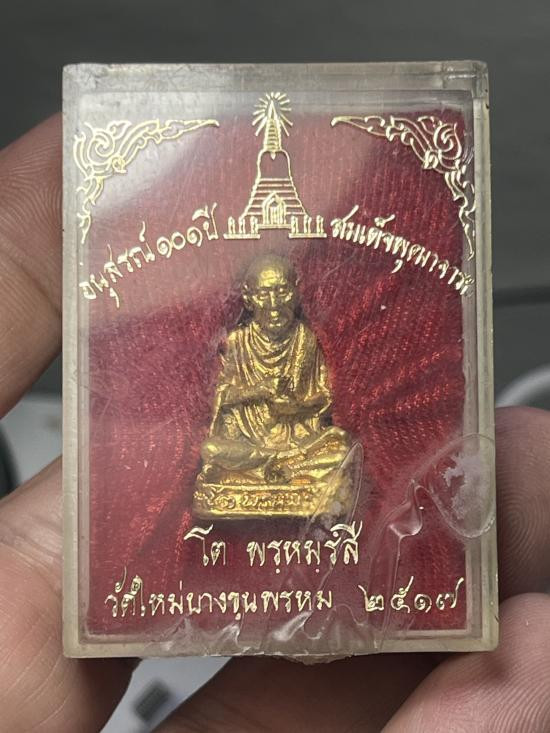 อนุสรณ์๑๐๑ปี สมเด็จพุฒาจารย์
โต พรฺหมฺรํสี
วัดใหม่บางขุนพรหม ๒๕๑๗